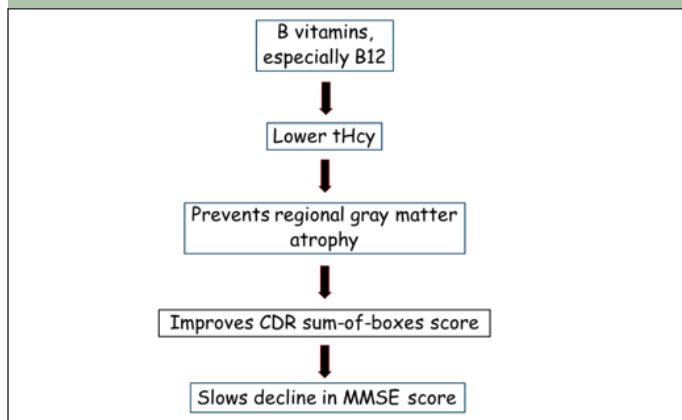 B vitamins,
especially B12
Lower tHcy
Prevents regional gray matter
atrophy
Improves CDR sum-of-boxes score
Slows decline in MMSE score